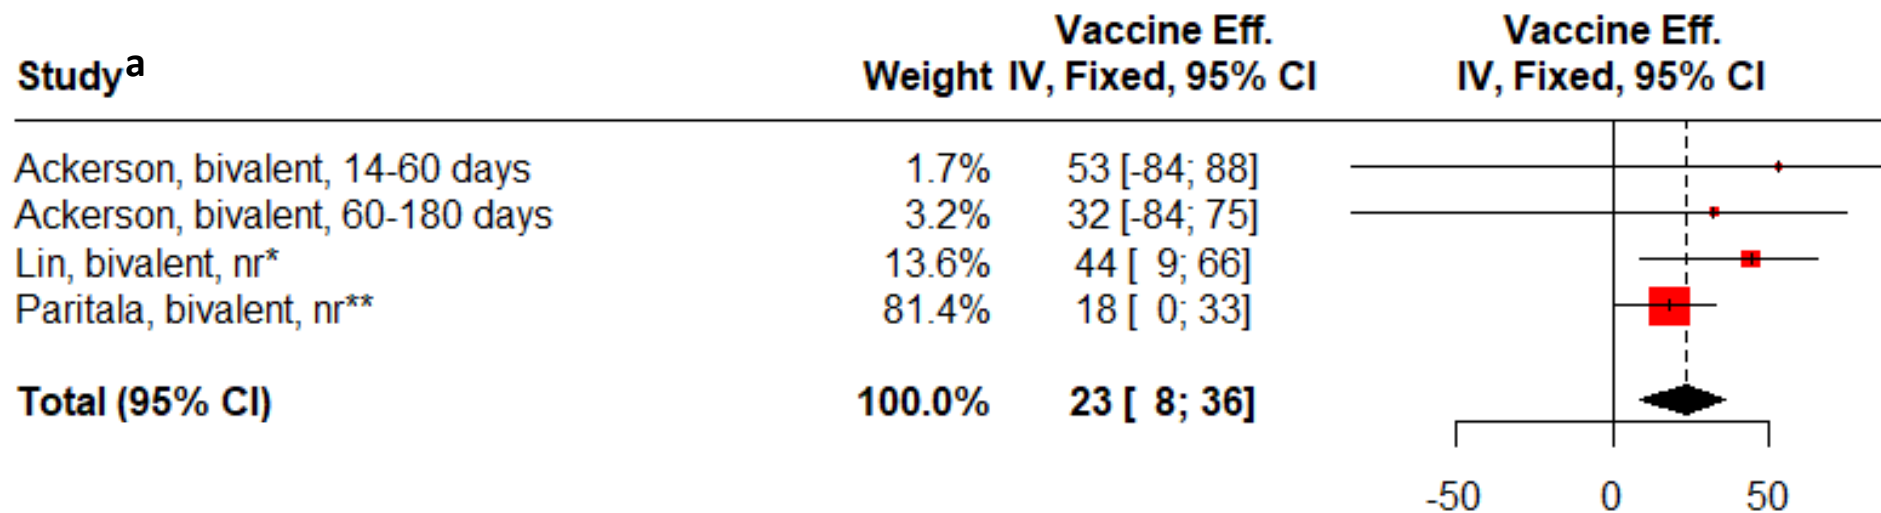 Vaccine Eff. Vaccine Eff.
Studyᵃ Weight IV, Fixed, 95% CI IV, Fixed, 95% CI
Ackerson, bivalent, 14-60 days 1.7% 53 [-84; 88]
Ackerson, bivalent, 60-180 days 3.2% 32 [-84; 75]
Lin, bivalent, nr* 13.6% 44 [ 9; 66]
Paritala, bivalent, nr** 81.4% 18 [ 0; 33]
Total (95% CI) 100.0% 23 [ 8; 36]
-50 0 50